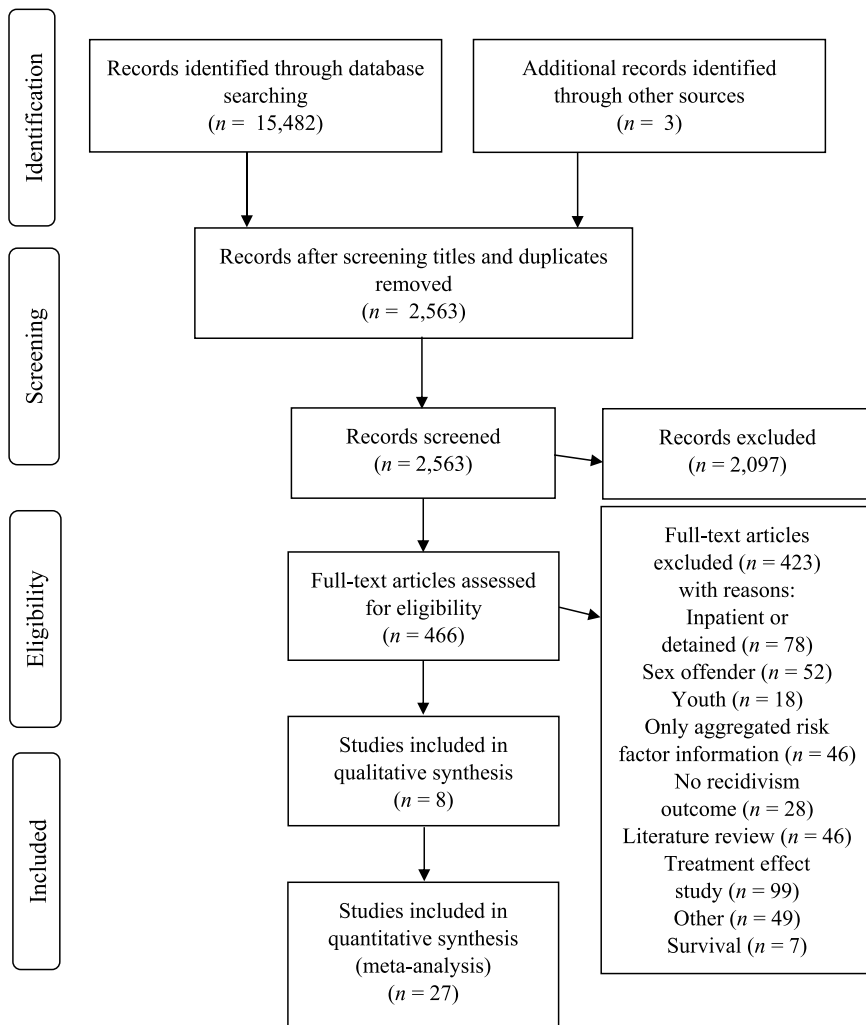 Identification
Records identified through database
searching
(n = 15,482)
Additional records identified
through other sources
(n = 3)
Records after screening titles and duplicates
removed
(n = 2,563)
Screening
Records screened
(n = 2,563)
Records excluded
(n = 2,097)
Eligibility
Full-text articles assessed
for eligibility
(n = 466)
Full-text articles
excluded (n = 423)
with reasons:
Inpatient or
detained (n = 78)
Sex offender (n = 52)
Youth (n = 18)
Only aggregated risk
factor information (n = 46)
No recidivism
outcome (n = 28)
Literature review (n = 46)
Treatment effect
study (n = 99)
Other (n = 49)
Survival (n = 7)
Included
Studies included in
qualitative synthesis
(n = 8)
Studies included in
quantitative synthesis
(meta-analysis)
(n = 27)